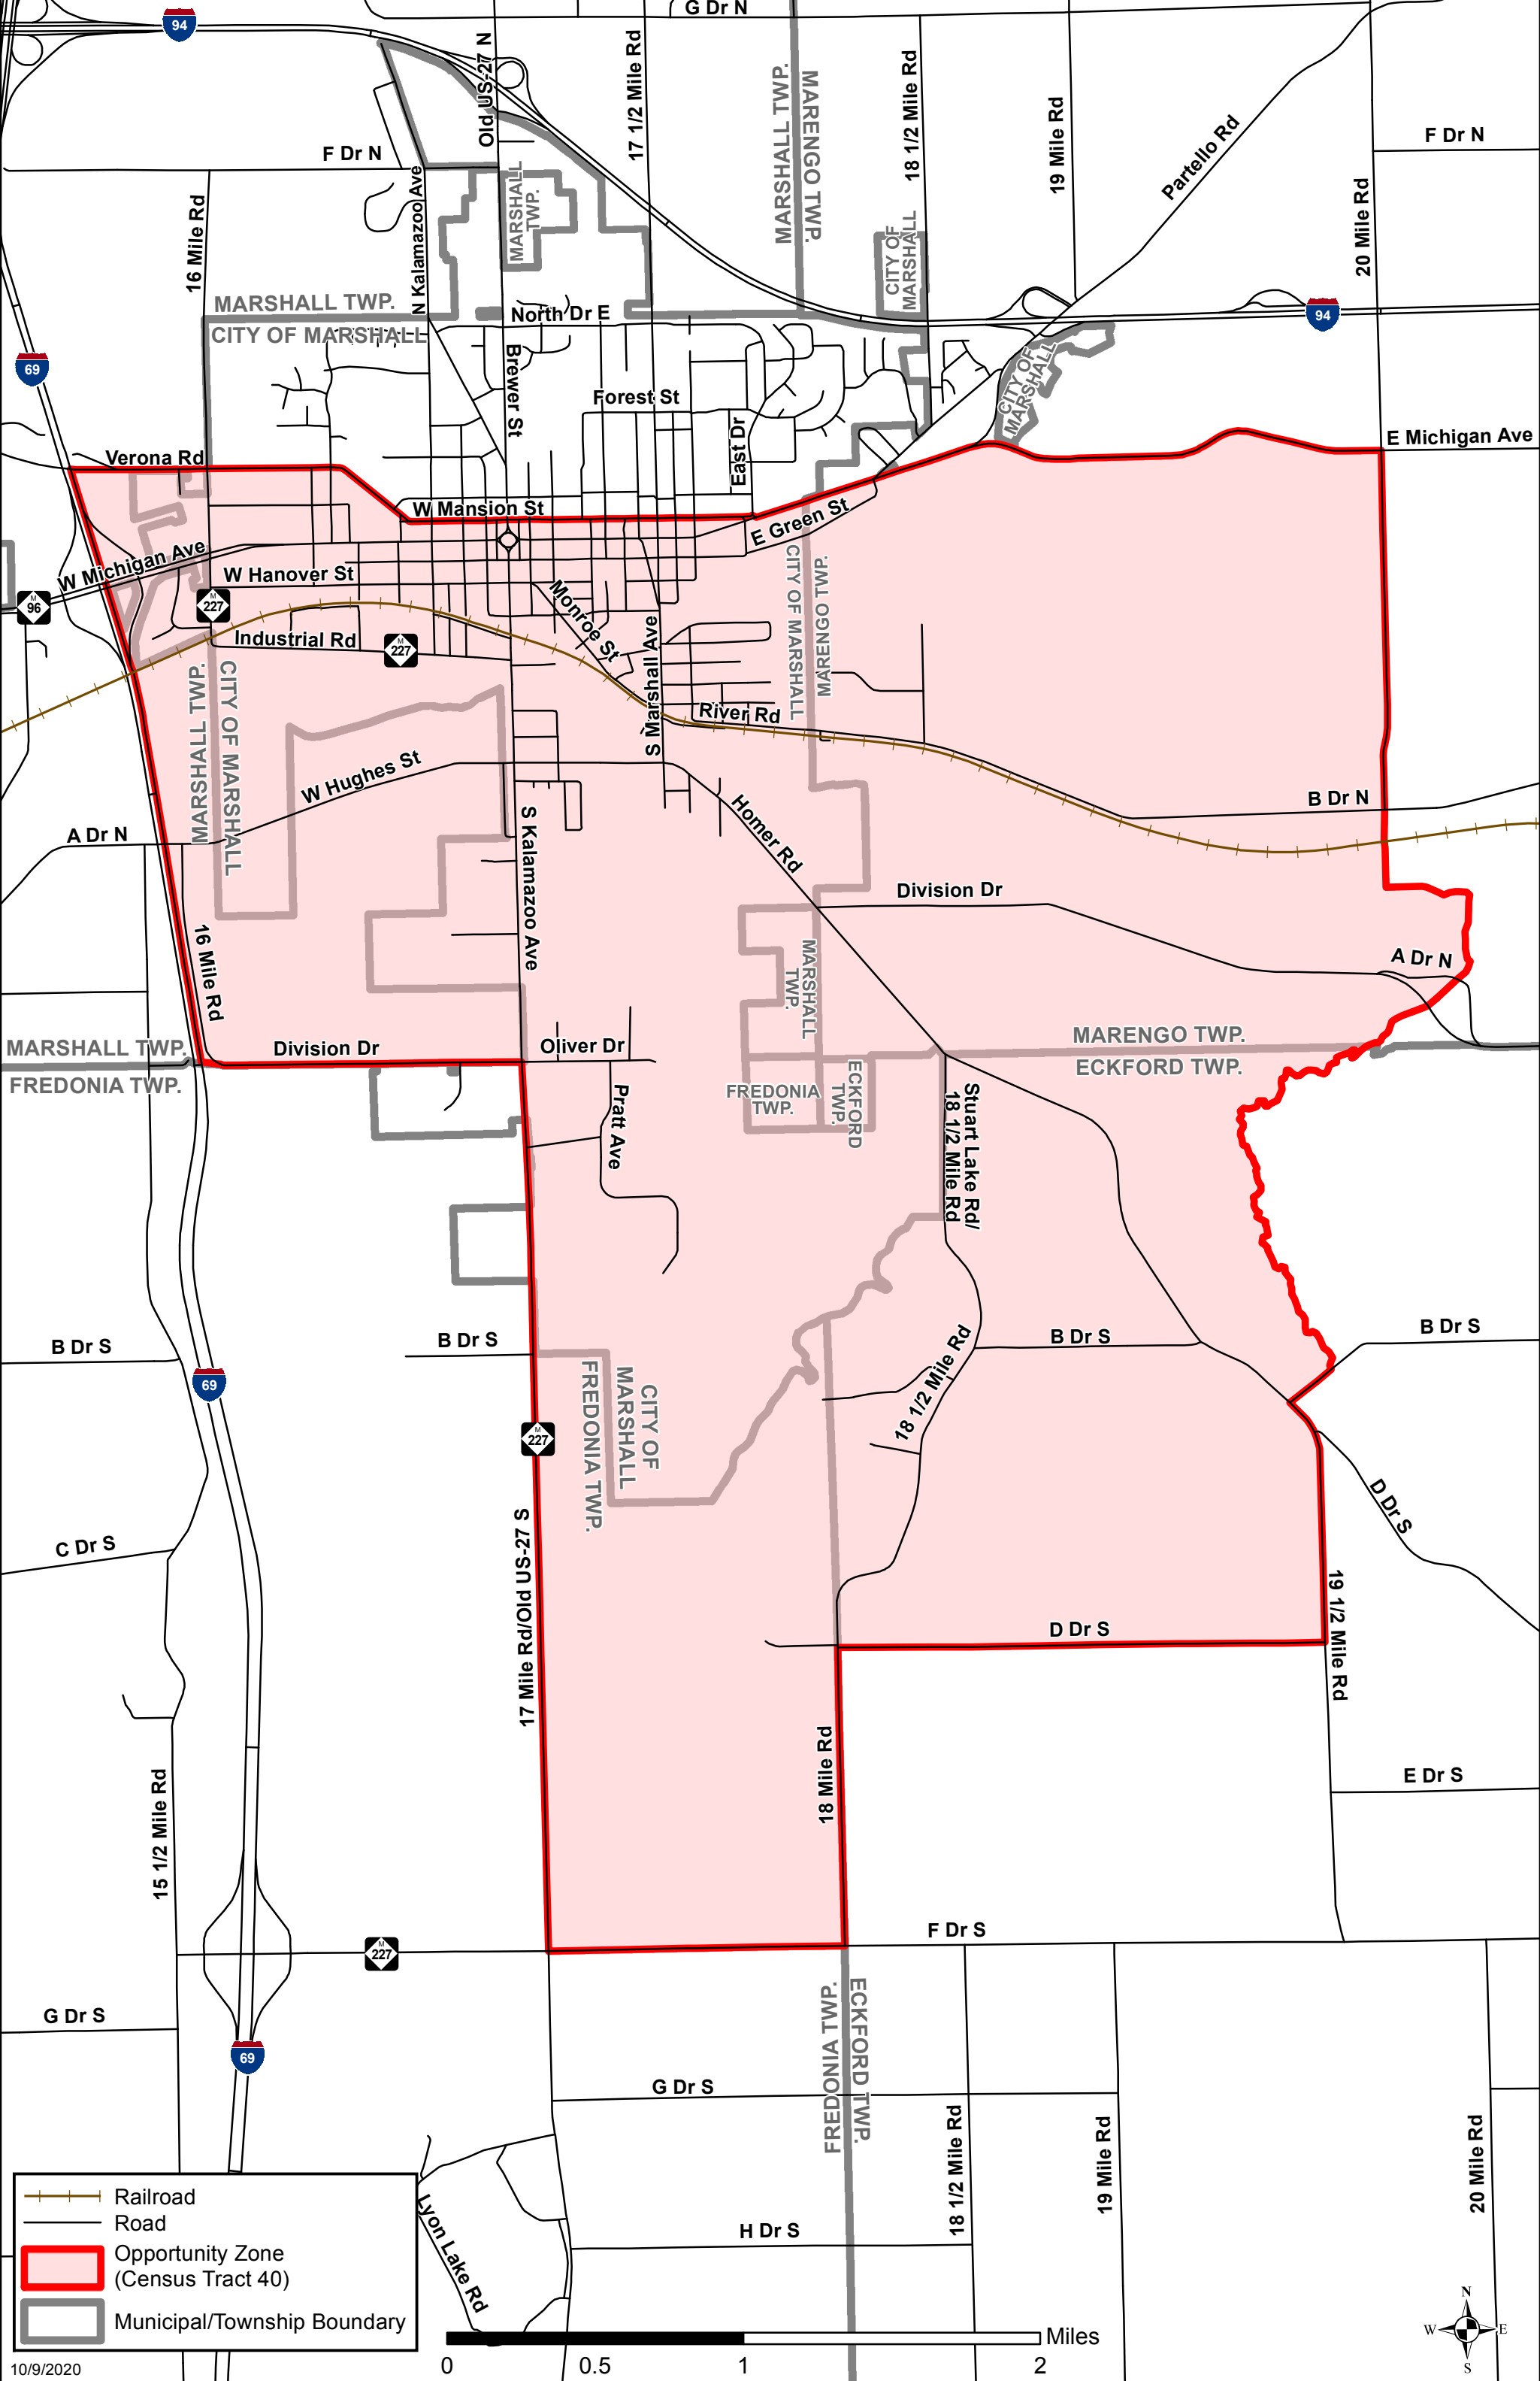 G Dr N
94
Old US-27 N
17 1/2 Mile Rd
MARSHALL TWP.
MARENGO TWP.
18 1/2 Mile Rd
19 Mile Rd
Partello Rd
F Dr N
F Dr N
16 Mile Rd
N Kalamazoo Ave
MARSHALL
TWP.
20 Mile Rd
CITY OF
MARSHALL
MARSHALL TWP.
CITY OF MARSHALL
North Dr E
94
69
Brewer St
CITY OF
MARSHALL
Forest St
East Dr
E Michigan Ave
Verona Rd
W Mansion St
E Green St
W Michigan Ave
W Hanover St
M
96
M
227
Monroe St
CITY OF MARSHALL
MARENGO TWP.
Industrial Rd
M
227
S Marshall Ave
MARSHALL TWP.
CITY OF MARSHALL
River Rd
W Hughes St
B Dr N
A Dr N
S Kalamazoo Ave
Homer Rd
Division Dr
16 Mile Rd
MARSHALL
TWP.
A Dr N
MARSHALL TWP.
FREDONIA TWP.
Division Dr
Oliver Dr
MARENGO TWP.
ECKFORD TWP.
Pratt Ave
FREDONIA
TWP.
ECKFORD
TWP.
Stuart Lake Rd/
18 1/2 Mile Rd
B Dr S
B Dr S
B Dr S
B Dr S
69
18 1/2 Mile Rd
CITY OF
MARSHALL
FREDONIA TWP.
M
227
C Dr S
D Dr S
17 Mile Rd/Old US-27 S
19 1/2 Mile Rd
D Dr S
18 Mile Rd
15 1/2 Mile Rd
E Dr S
F Dr S
M
227
G Dr S
69
FREDONIA TWP.
ECKFORD TWP.
G Dr S
18 1/2 Mile Rd
19 Mile Rd
20 Mile Rd
Lyon Lake Rd
H Dr S
Railroad
Road
Opportunity Zone
(Census Tract 40)
Municipal/Township Boundary
10/9/2020
Miles
0
0.5
1
2
N
W
E
S